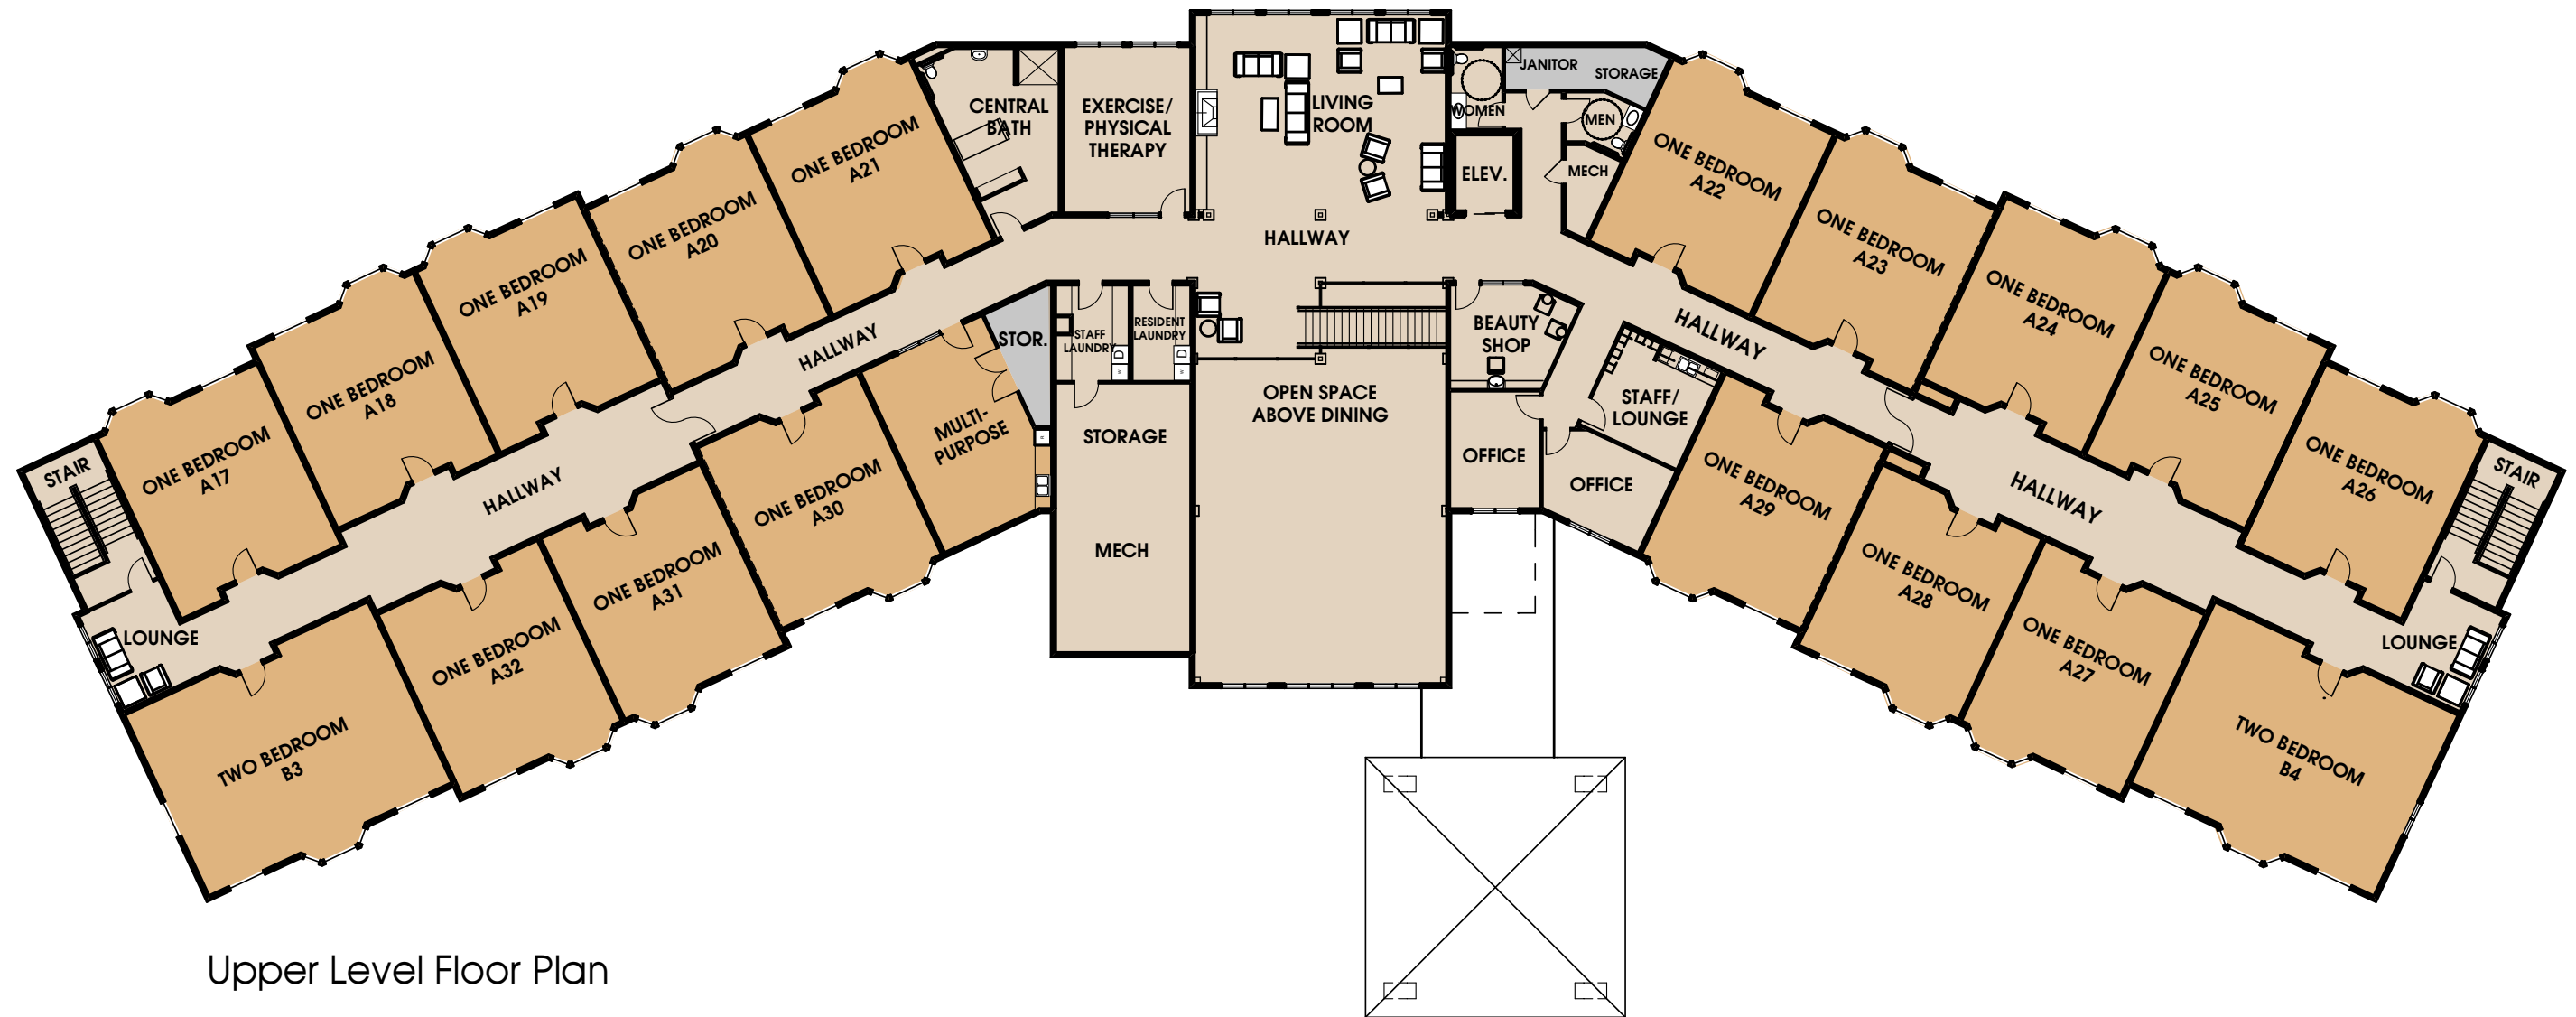 CENTRAL
BATH
EXERCISE/
PHYSICAL
THERAPY
LIVING
ROOM
WOMEN
JANITOR
STORAGE
MEN
MECH
ELEV.
HALLWAY
ONE BEDROOM
A21
ONE BEDROOM
A20
ONE BEDROOM
A19
ONE BEDROOM
A18
ONE BEDROOM
A17
STAIR
LOUNGE
HALLWAY
HALLWAY
TWO BEDROOM
B3
ONE BEDROOM
A32
ONE BEDROOM
A31
ONE BEDROOM
A30
MULTI-
PURPOSE
STOR.
STAFF
LAUNDRY
D
RESIDENT
LAUNDRY
D
STORAGE
MECH
OPEN SPACE
ABOVE DINING
BEAUTY
SHOP
OFFICE
OFFICE
STAFF/
LOUNGE
ONE BEDROOM
A22
ONE BEDROOM
A23
ONE BEDROOM
A24
ONE BEDROOM
A25
ONE BEDROOM
A26
STAIR
LOUNGE
HALLWAY
HALLWAY
ONE BEDROOM
A29
ONE BEDROOM
A28
ONE BEDROOM
A27
TWO BEDROOM
B4
Upper Level Floor Plan